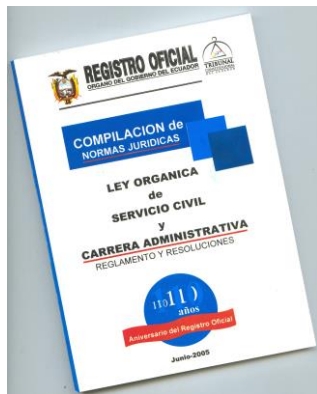 REGISTRO OFICIAL
ORGANO DEL GOBIERNO DEL ECUADOR
TRIBUNAL
COMPILACION de
NORMAS JURIDICAS
LEY ORGANICA
de
SERVICIO CIVIL
y
CARRERA ADMINISTRATIVA
REGLAMENTO Y RESOLUCIONES
110
años
Aniversario del Registro Oficial
Junio-2005